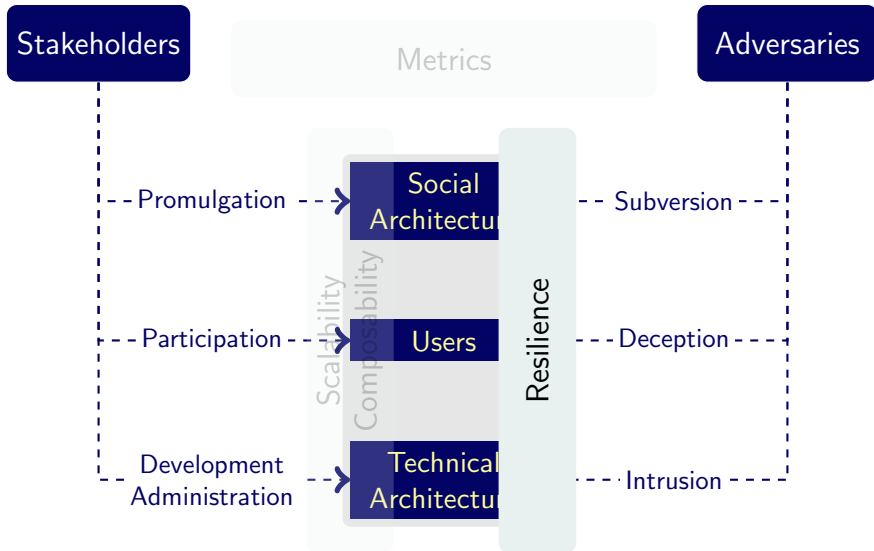 Stakeholders
Metrics
Adversaries
Promulgation
Social
Architectur
Subversion
Scalability
Composability
Participation
Users
Resilience
Deception
Development
Administration
Technical
Architectur
Intrusion